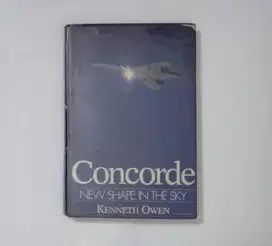 Concorde
NEW SHAPE IN THE SKY
KENNETH OWEN